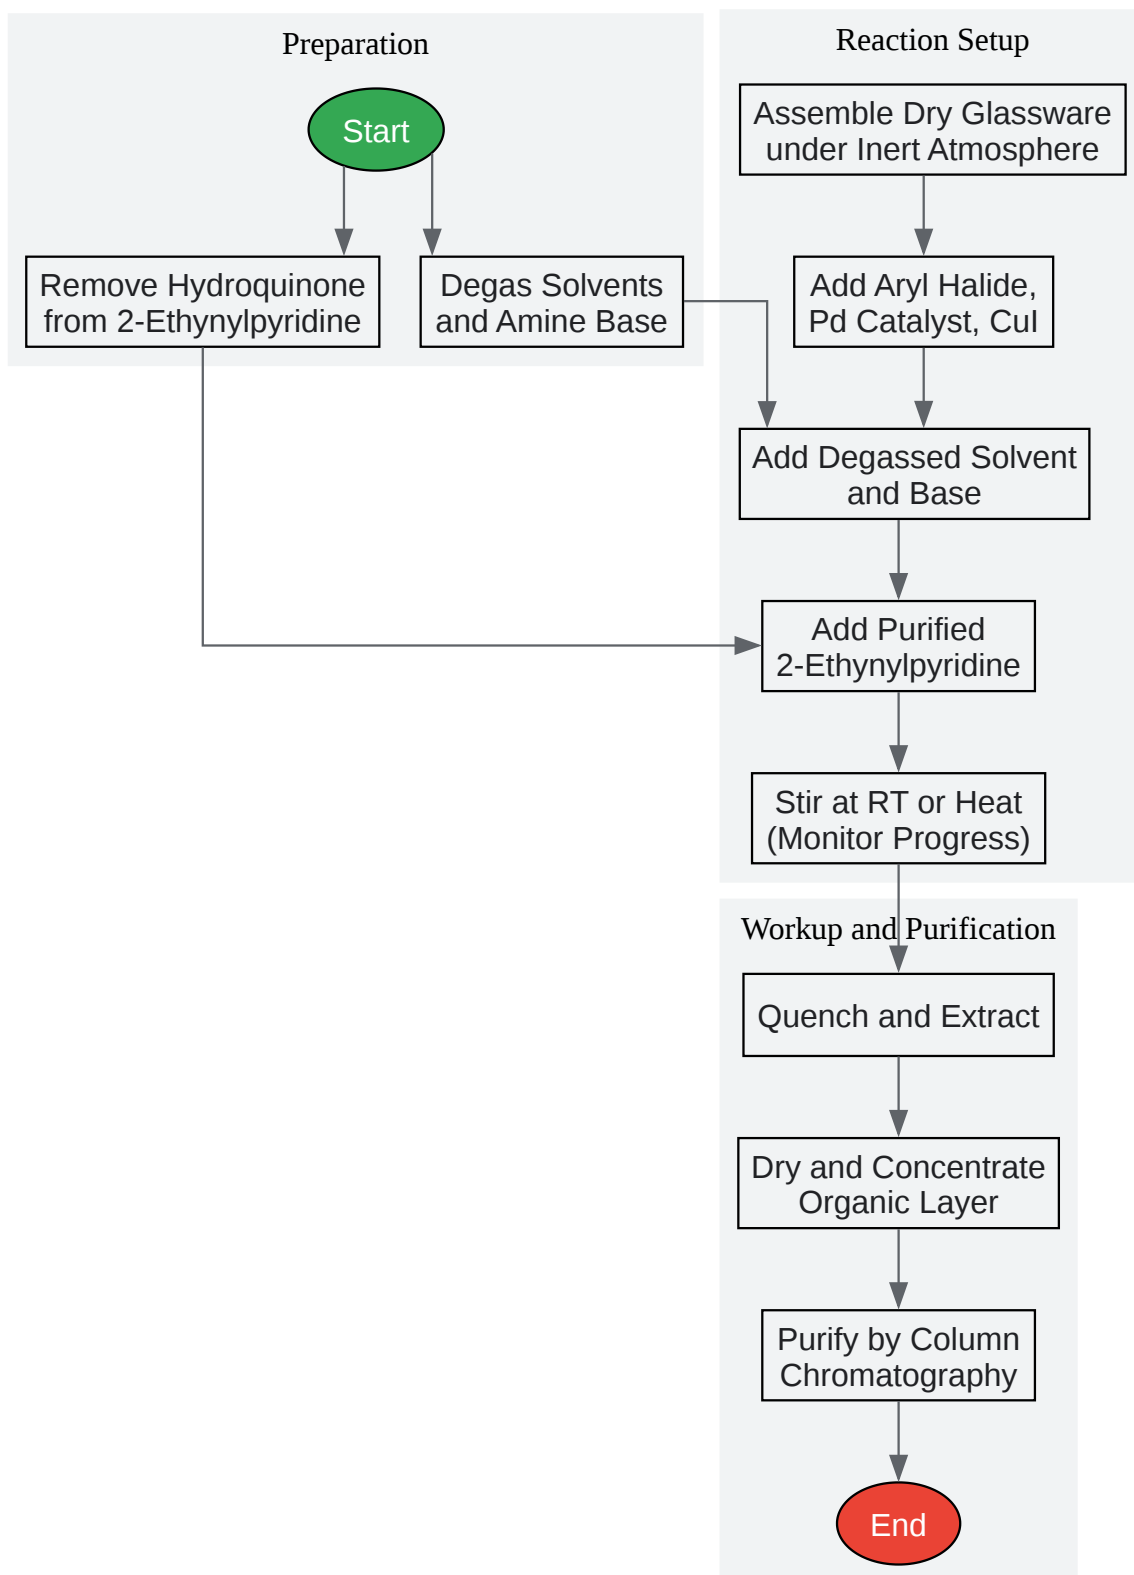 Preparation
Start
Remove Hydroquinone
from 2-Ethynylpyridine
Degas Solvents
and Amine Base
Reaction Setup
Assemble Dry Glassware
under Inert Atmosphere
Add Aryl Halide,
Pd Catalyst, CuI
Add Degassed Solvent
and Base
Add Purified
2-Ethynylpyridine
Stir at RT or Heat
(Monitor Progress)
Workup and Purification
Quench and Extract
Dry and Concentrate
Organic Layer
Purify by Column
Chromatography
End